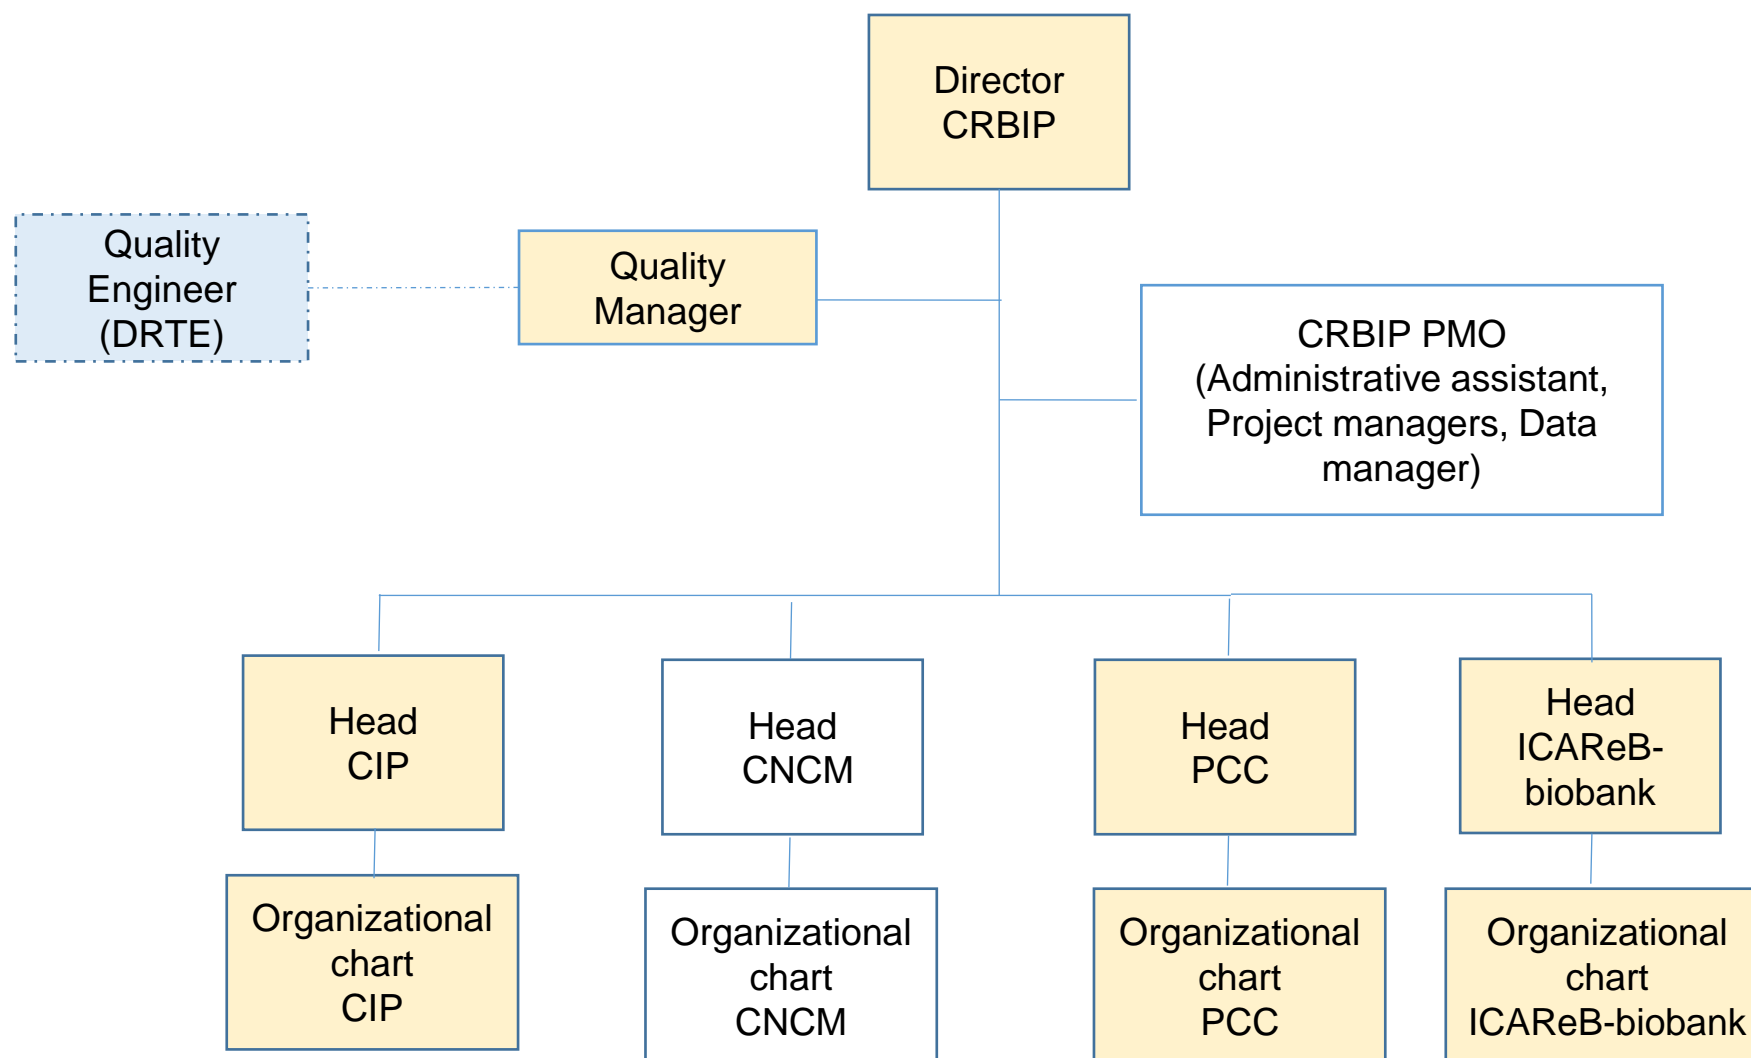 Director
CRBIP
Quality
Engineer
(DRTE)
Quality
Manager
CRBIP PMO
(Administrative assistant,
Project managers, Data
manager)
Head
CIP
Head
CNCM
Head
PCC
Head
ICAReB-
biobank
Organizational
chart
CIP
Organizational
chart
CNCM
Organizational
chart
PCC
Organizational
chart
ICAReB-biobank